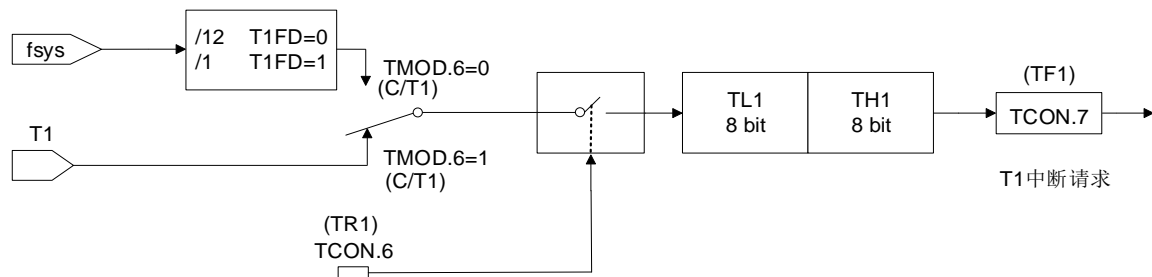 fsys
/12 T1FD=0
/1 T1FD=1
TMOD.6=0
(C/T1)
T1
TMOD.6=1
(C/T1)
(TR1)
TCON.6
TL1
8 bit
TH1
8 bit
(TF1)
TCON.7
T1中断请求